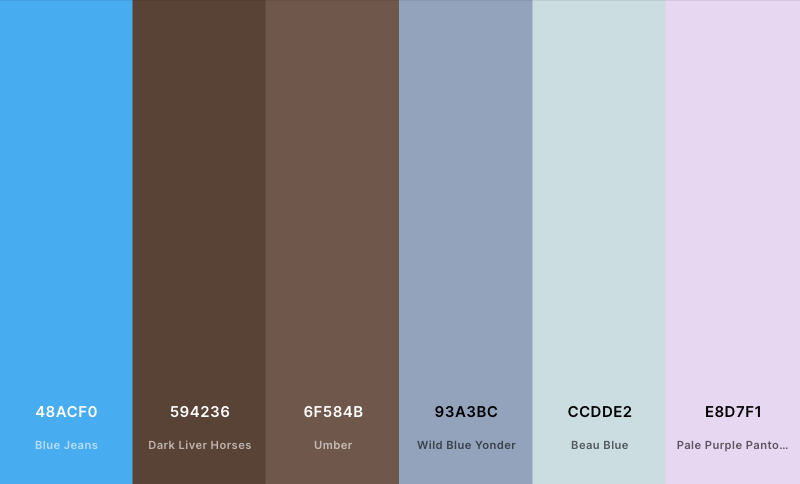 48ACF0
Blue Jeans
594236
Dark Liver Horses
6F584B
Umber
93A3BC
Wild Blue Yonder
CCDDE2
Beau Blue
E8D7F1
Pale Purple Panto...